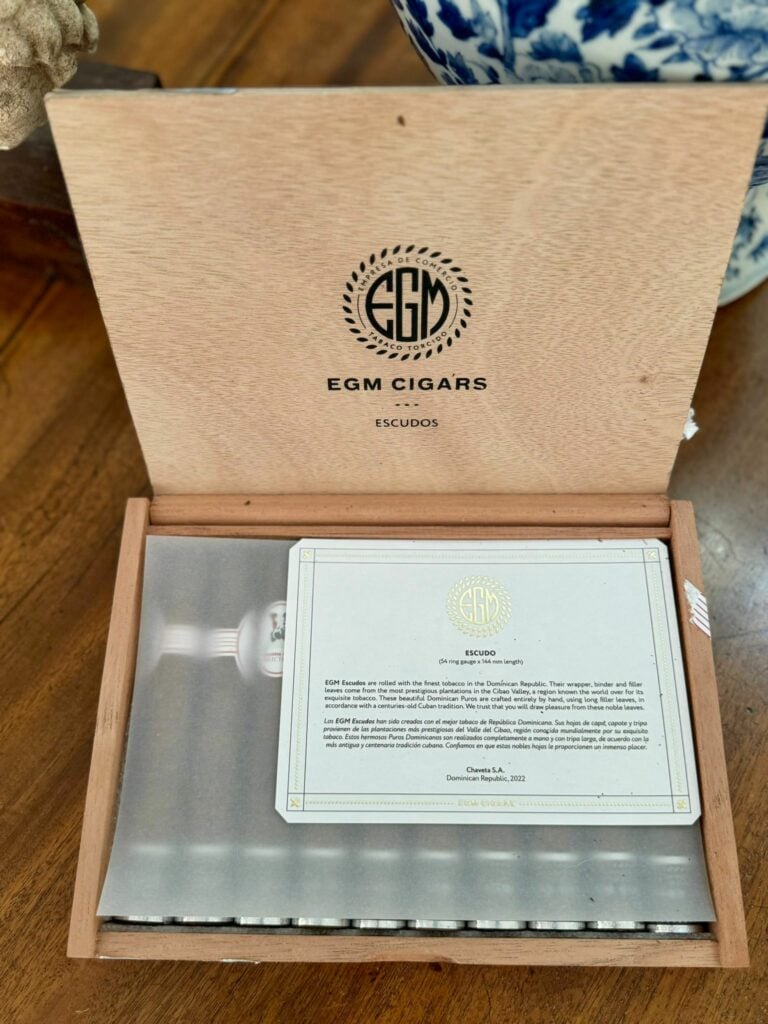 EMPRESA DE COMERCIO
EGM
TABACO TORCIDO
EGM CIGARS
ESCUDOS
EGM
ESCUDO
(54 ring gauge x 144 mm length)
EGM Escudos are rolled with the finest tobacco in the Dominican Republic. Their wrapper, binder and filler
leaves come from the most prestigious plantations in the Cibao Valley, a region known the world over for its
exquisite tobacco. These beautiful Dominican Puros are crafted entirely by hand, using long filler leaves, in
accordance with a centuries-old Cuban tradition. We trust that you will draw pleasure from these noble leaves.
Los EGM Escudos han sido creados con el mejor tabaco de República Dominicana. Sus hojas de capa, capote y tripa
provienen de las plantaciones más prestigiosas del Valle del Cibao, región conocida mundialmente por su exquisito
tabaco. Estos hermosos Puros Dominicanos son realizados completamente a mano y con tripa larga, de acuerdo con la
más antigua y centenaria tradición cubana. Confiamos en que estas nobles hojas le proporcionen un inmenso placer.
Chaveta S.A.
Dominican Republic, 2022
EGM CIGARS